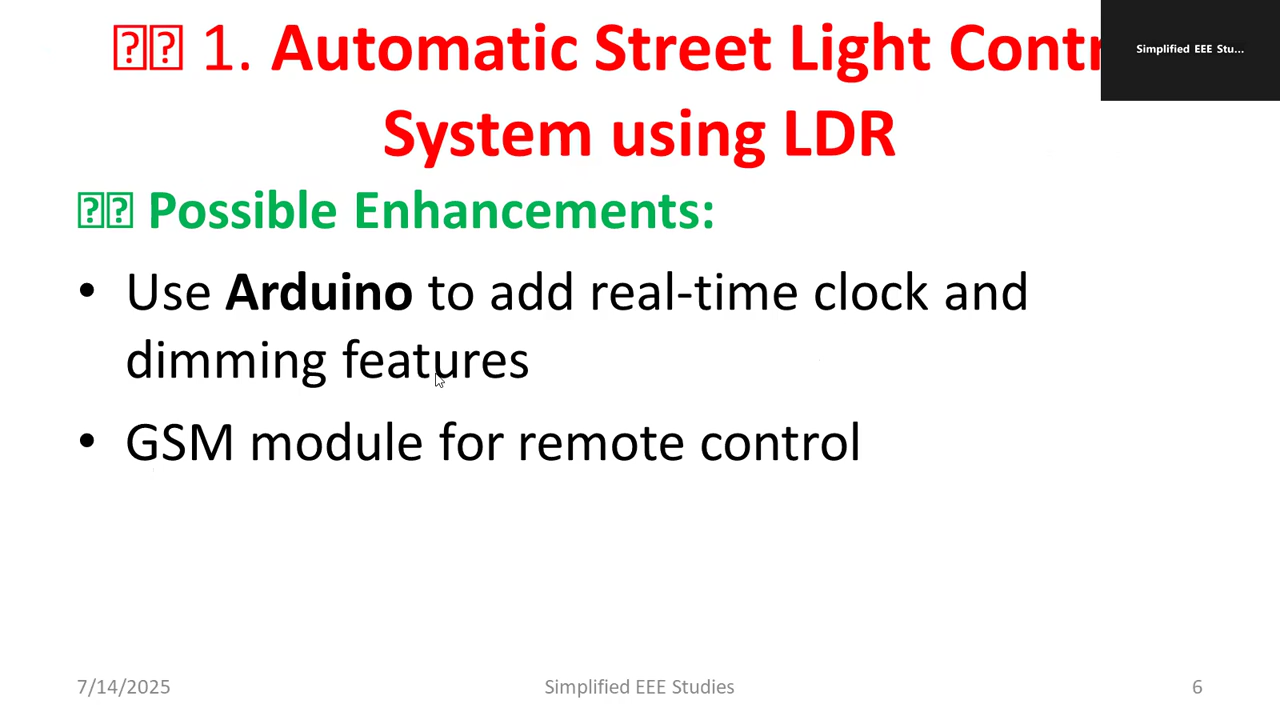 1. Automatic Street Light Contr
Simplified EEE Stu...
System using LDR
Possible Enhancements:
• Use Arduino to add real-time clock and
dimming features
• GSM module for remote control
7/14/2025
Simplified EEE Studies
6